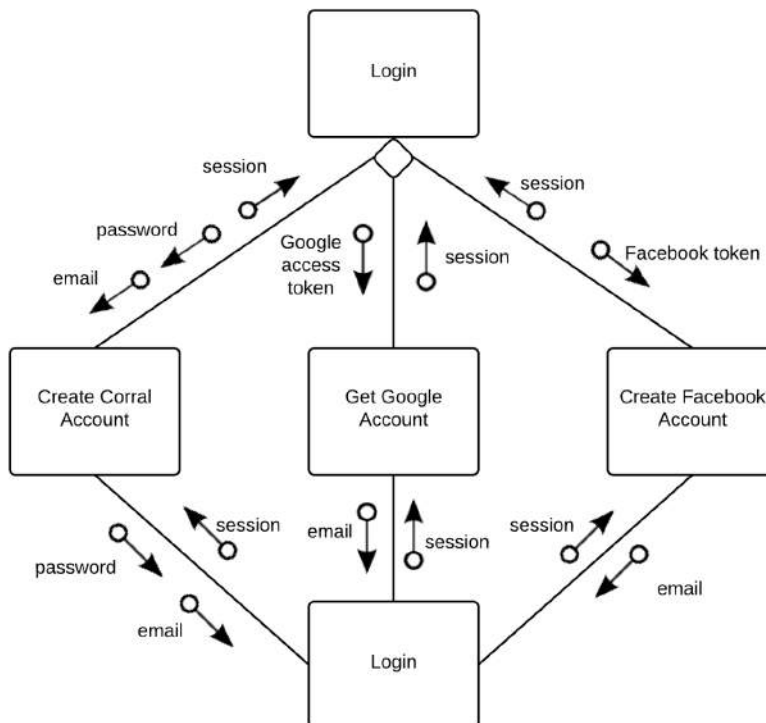 Login
session
session
password
Google
access
token
session
Facebook token
email
Create Corral
Account
Get Google
Account
Create Facebook
Account
session
email
session
session
password
email
email
Login